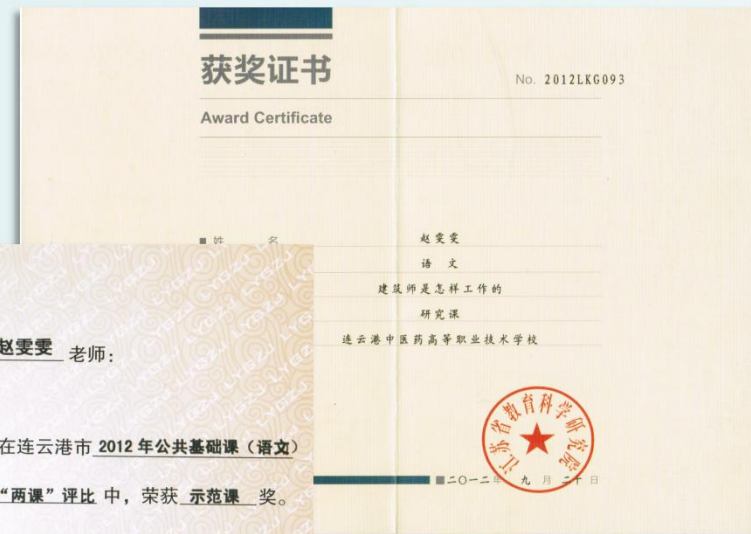 获奖证书
No. 2012LKG093
Award Certificate
■ 姓 名
赵雯雯
语 文
建筑师是怎样工作的
研究课
连云港中医药高等职业技术学校
江苏省教育科学研究院
■二〇一二年 九 月 二十 日
赵雯雯 老师:
在连云港市 2012 年公共基础课（语文）
“两课”评比 中，荣获 示范课 奖。